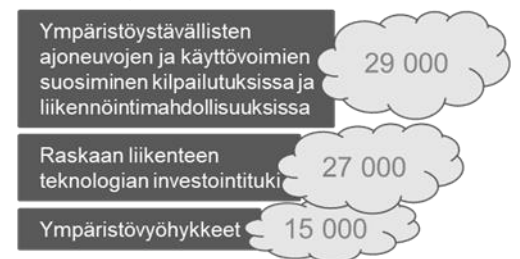 Ympäristöystävällisten
ajoneuvojen ja käyttövoimien
suosiminen kilpailutuksissa ja
liikennöintimahdollisuuksissa
29 000
Raskaan liikenteen
teknologian investointituki
27 000
Ympäristövyöhykkeet
15 000